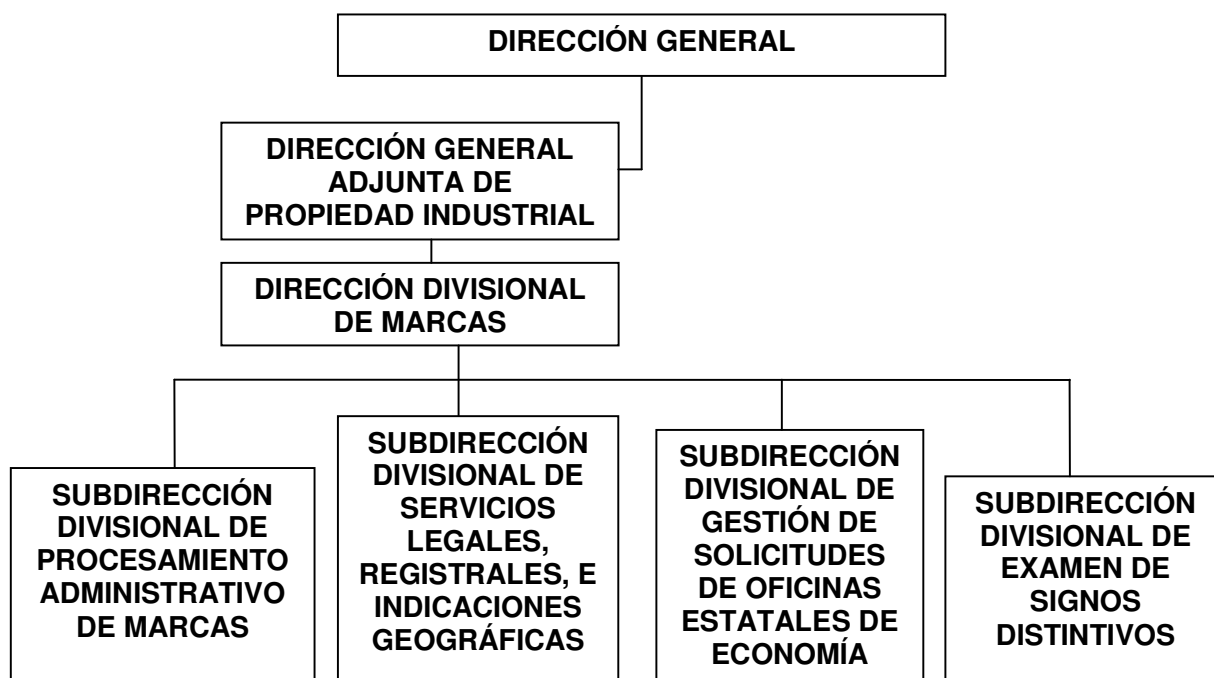 DIRECCIÓN GENERAL
DIRECCIÓN GENERAL
ADJUNTA DE
PROPIEDAD INDUSTRIAL
DIRECCIÓN DIVISIONAL
DE MARCAS
SUBDIRECCIÓN
DIVISIONAL DE
PROCESAMIENTO
ADMINISTRATIVO
DE MARCAS
SUBDIRECCIÓN
DIVISIONAL DE
SERVICIOS
LEGALES,
REGISTRALES, E
INDICACIONES
GEOGRÁFICAS
SUBDIRECCIÓN
DIVISIONAL DE
GESTIÓN DE
SOLICITUDES
DE OFICINAS
ESTATALES DE
ECONOMÍA
SUBDIRECCIÓN
DIVISIONAL DE
EXAMEN DE
SIGNOS
DISTINTIVOS